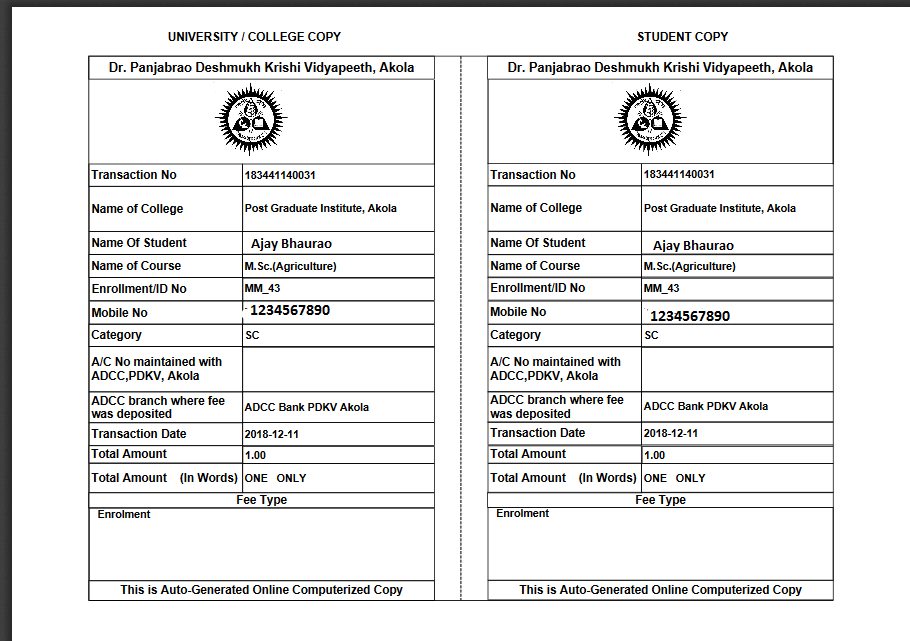 UNIVERSITY / COLLEGE COPY
Dr. Panjabrao Deshmukh Krishi Vidyapeeth, Akola
Transaction No 183441140031
Name of College Post Graduate Institute, Akola
Name Of Student Ajay Bhaurao
Name of Course M.Sc.(Agriculture)
Enrollment/ID No MM_43
Mobile No 1234567890
Category SC
A/C No maintained with
ADCC,PDKV, Akola
ADCC branch where fee
was deposited ADCC Bank PDKV Akola
Transaction Date 2018-12-11
Total Amount 1.00
Total Amount (In Words) ONE ONLY
Fee Type
Enrolment
This is Auto-Generated Online Computerized Copy
STUDENT COPY
Dr. Panjabrao Deshmukh Krishi Vidyapeeth, Akola
Transaction No 183441140031
Name of College Post Graduate Institute, Akola
Name Of Student Ajay Bhaurao
Name of Course M.Sc.(Agriculture)
Enrollment/ID No MM_43
Mobile No 1234567890
Category SC
A/C No maintained with
ADCC,PDKV, Akola
ADCC branch where fee
was deposited ADCC Bank PDKV Akola
Transaction Date 2018-12-11
Total Amount 1.00
Total Amount (In Words) ONE ONLY
Fee Type
Enrolment
This is Auto-Generated Online Computerized Copy